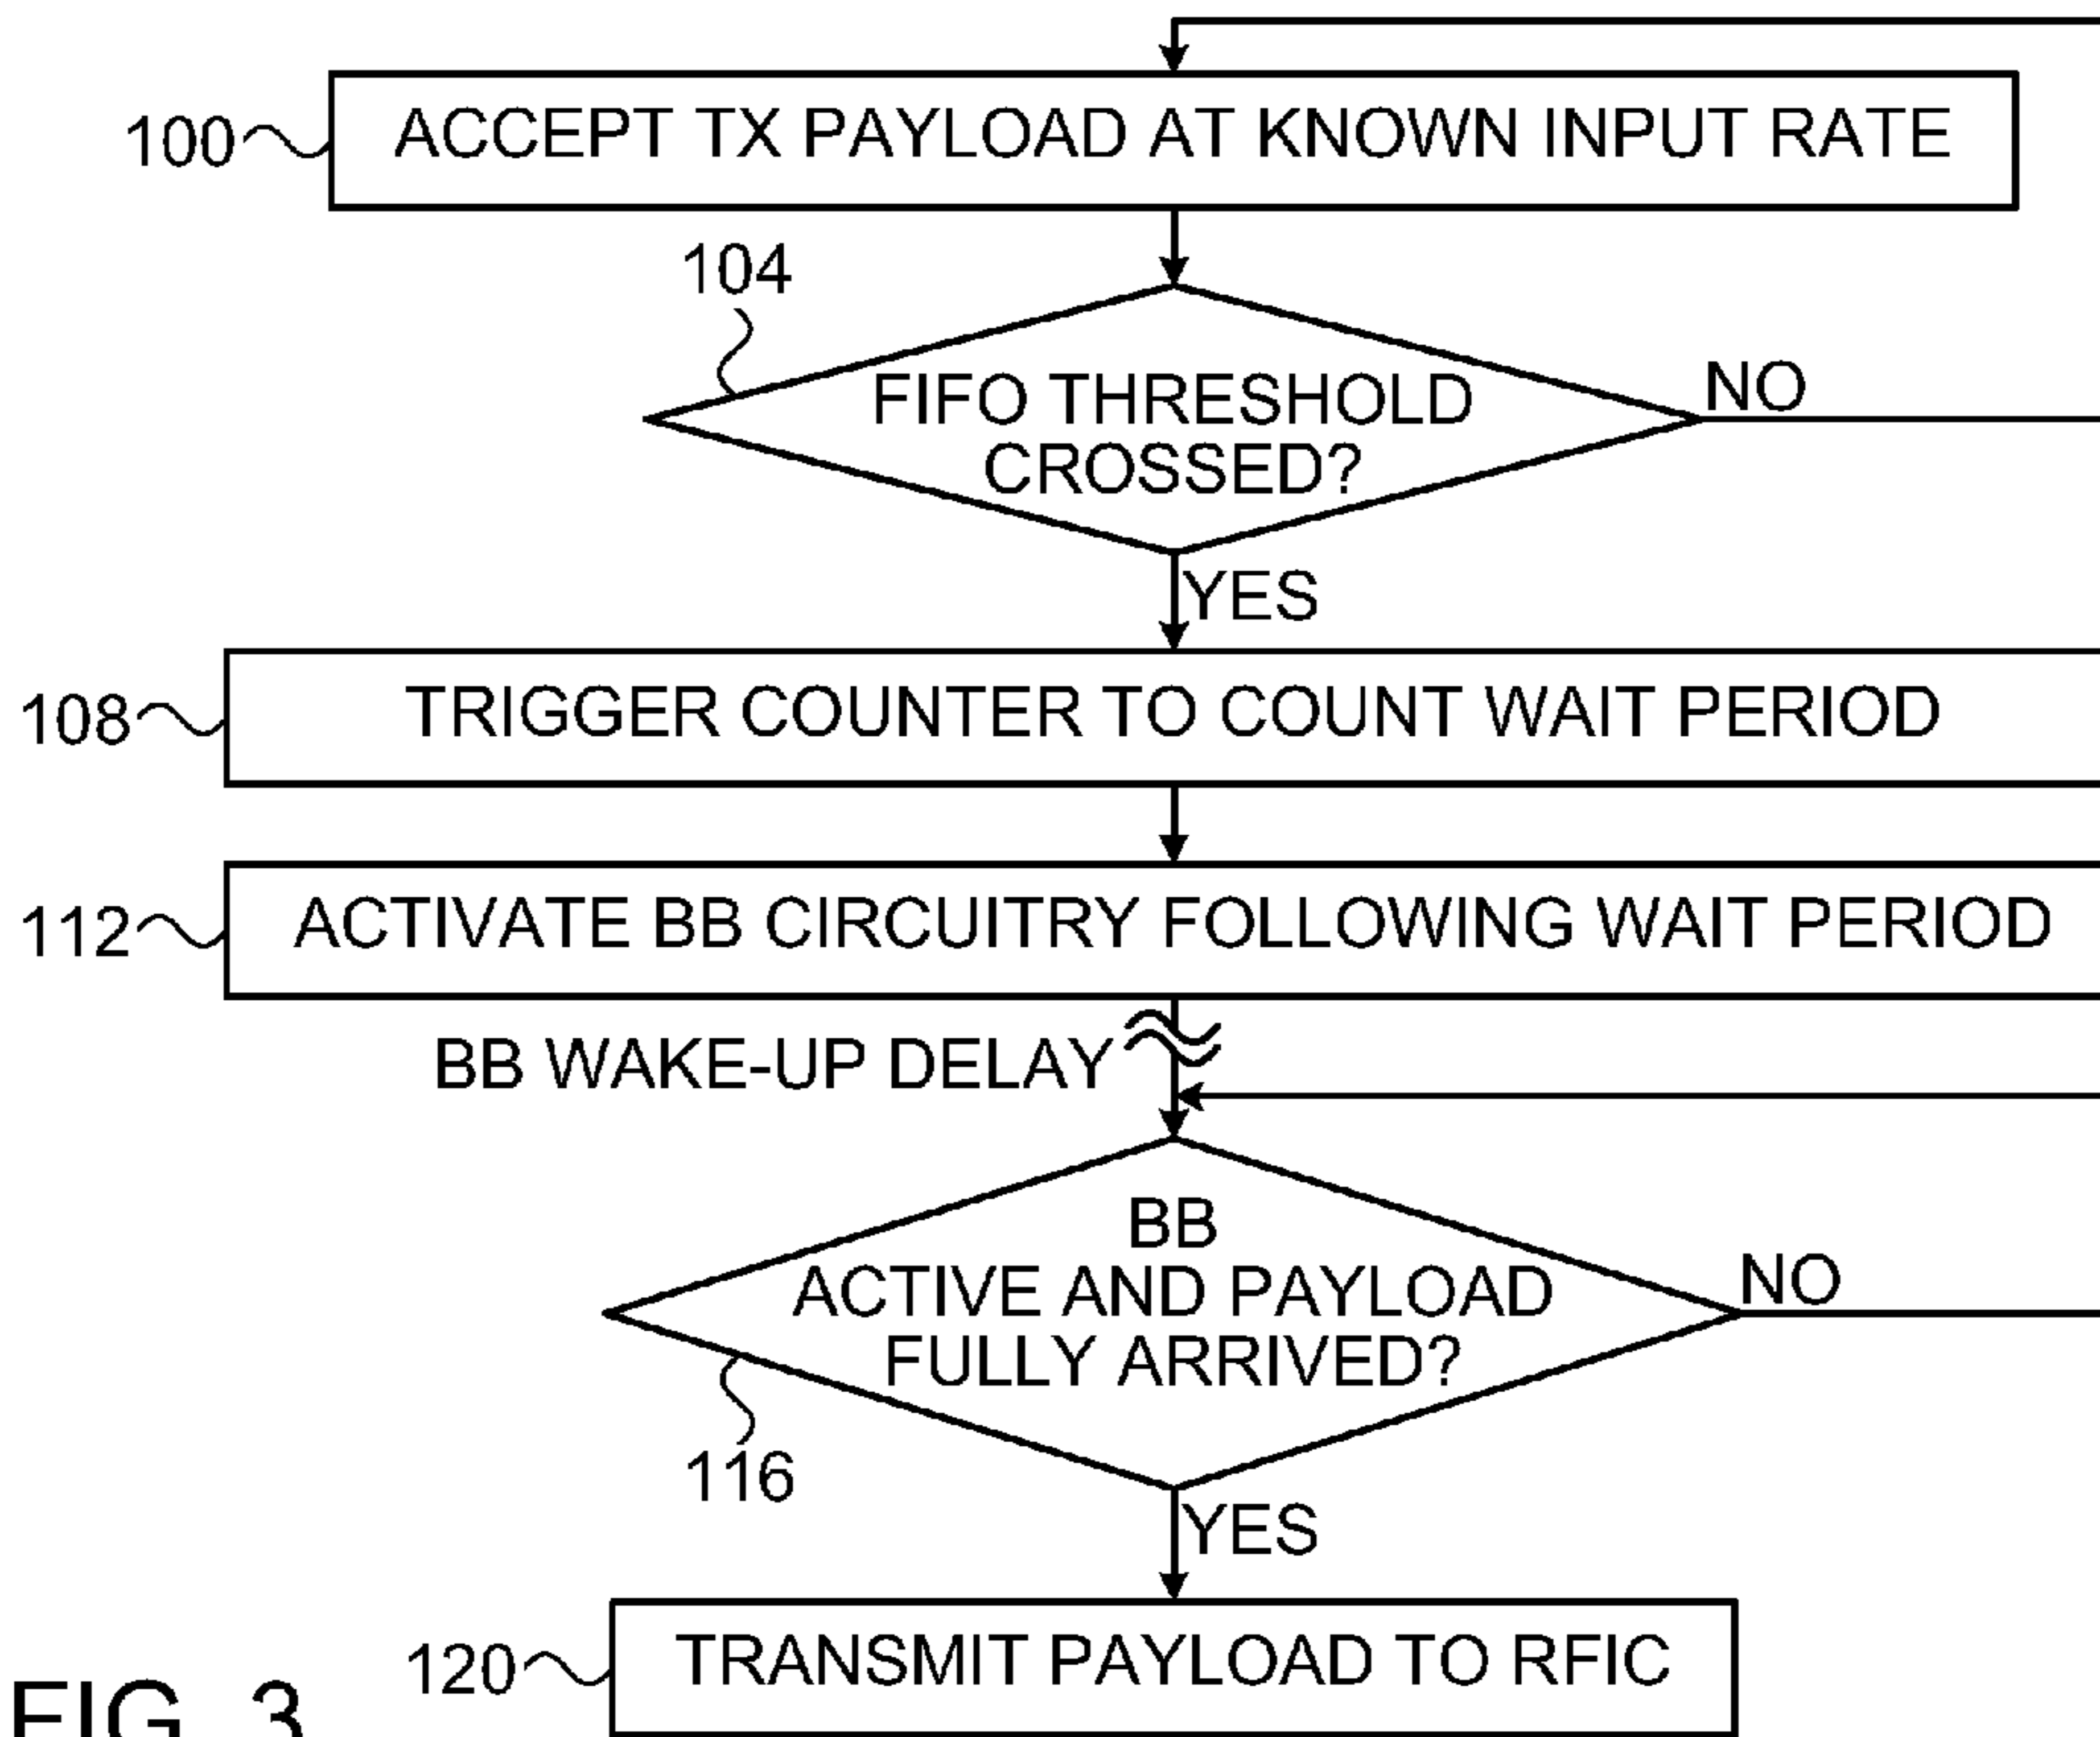 100
ACCEPT TX PAYLOAD AT KNOWN INPUT RATE
104
FIFO THRESHOLD
CROSSED?
NO
YES
108
TRIGGER COUNTER TO COUNT WAIT PERIOD
112
ACTIVATE BB CIRCUITRY FOLLOWING WAIT PERIOD
BB WAKE-UP DELAY
BB
ACTIVE AND PAYLOAD
FULLY ARRIVED?
NO
116
YES
120
TRANSMIT PAYLOAD TO RFIC
FIG. 3